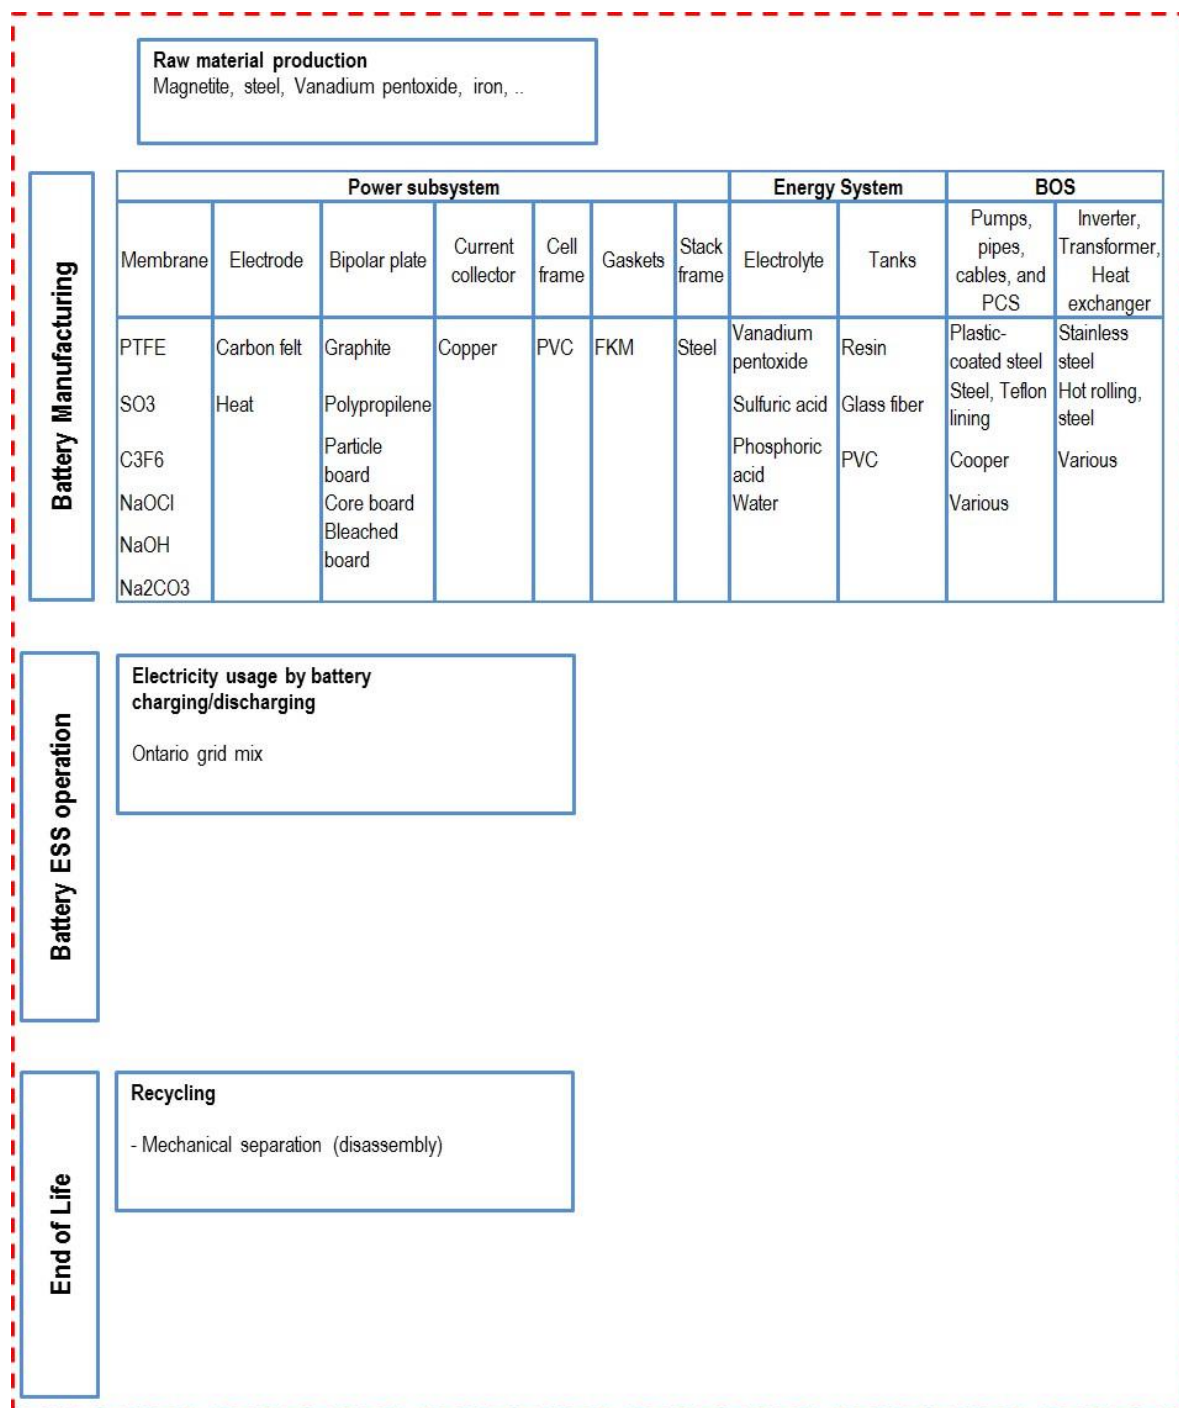 Raw material production
Magnetite, steel, Vanadium pentoxide, iron, ..
Battery Manufacturing
Power subsystem
Energy System
BOS
Membrane
Electrode
Bipolar plate
Current
collector
Cell
frame
Gaskets
Stack
frame
Electrolyte
Tanks
Pumps,
pipes,
cables, and
PCS
Inverter,
Transformer,
Heat
exchanger
PTFE
SO3
C3F6
NaOCl
NaOH
Na2CO3
Carbon felt
Heat
Graphite
Polypropilene
Particle
board
Core board
Bleached
board
Copper
PVC
FKM
Steel
Vanadium
pentoxide
Sulfuric acid
Phosphoric
acid
Water
Resin
Glass fiber
PVC
Plastic-
coated steel
Steel, Teflon
lining
Cooper
Various
Stainless
steel
Hot rolling,
steel
Various
Battery ESS operation
Electricity usage by battery
charging/discharging
Ontario grid mix
End of Life
Recycling
- Mechanical separation (disassembly)